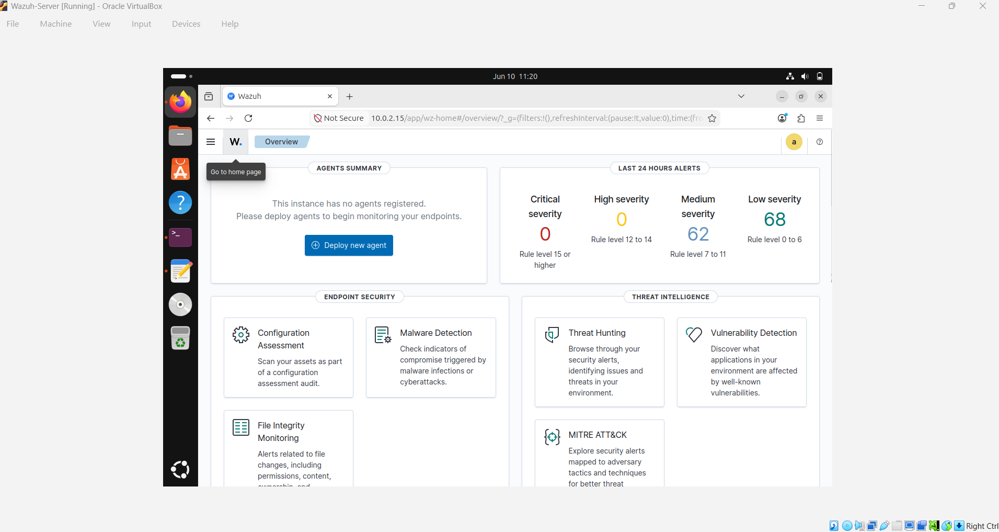 Wazuh-Server [Running] - Oracle VirtualBox
File Machine View Input Devices Help
Jun 10 11:20
Wazuh
Not Secure 10.0.2.15/app/wz-home#/overview/?_g=(filters:!(),refreshInterval:(pause:!t,value:0),time:(fro
W. Overview a
Go to home page
AGENTS SUMMARY
This instance has no agents registered.
Please deploy agents to begin monitoring your endpoints.
Deploy new agent
LAST 24 HOURS ALERTS
Critical
severity
0
Rule level 15 or
higher
High severity
0
Rule level 12 to 14
Medium
severity
62
Rule level 7 to 11
Low severity
68
Rule level 0 to 6
ENDPOINT SECURITY
Configuration
Assessment
Scan your assets as part
of a configuration
assessment audit.
Malware Detection
Check indicators of
compromise triggered by
malware infections or
cyberattacks.
File Integrity
Monitoring
Alerts related to file
changes, including
permissions, content,
ownership, and
THREAT INTELLIGENCE
Threat Hunting
Browse through your
security alerts,
identifying issues and
threats in your
environment.
Vulnerability Detection
Discover what
applications in your
environment are affected
by well-known
vulnerabilities.
MITRE ATT&CK
Explore security alerts
mapped to adversary
tactics and techniques
for better threat
Right Ctrl